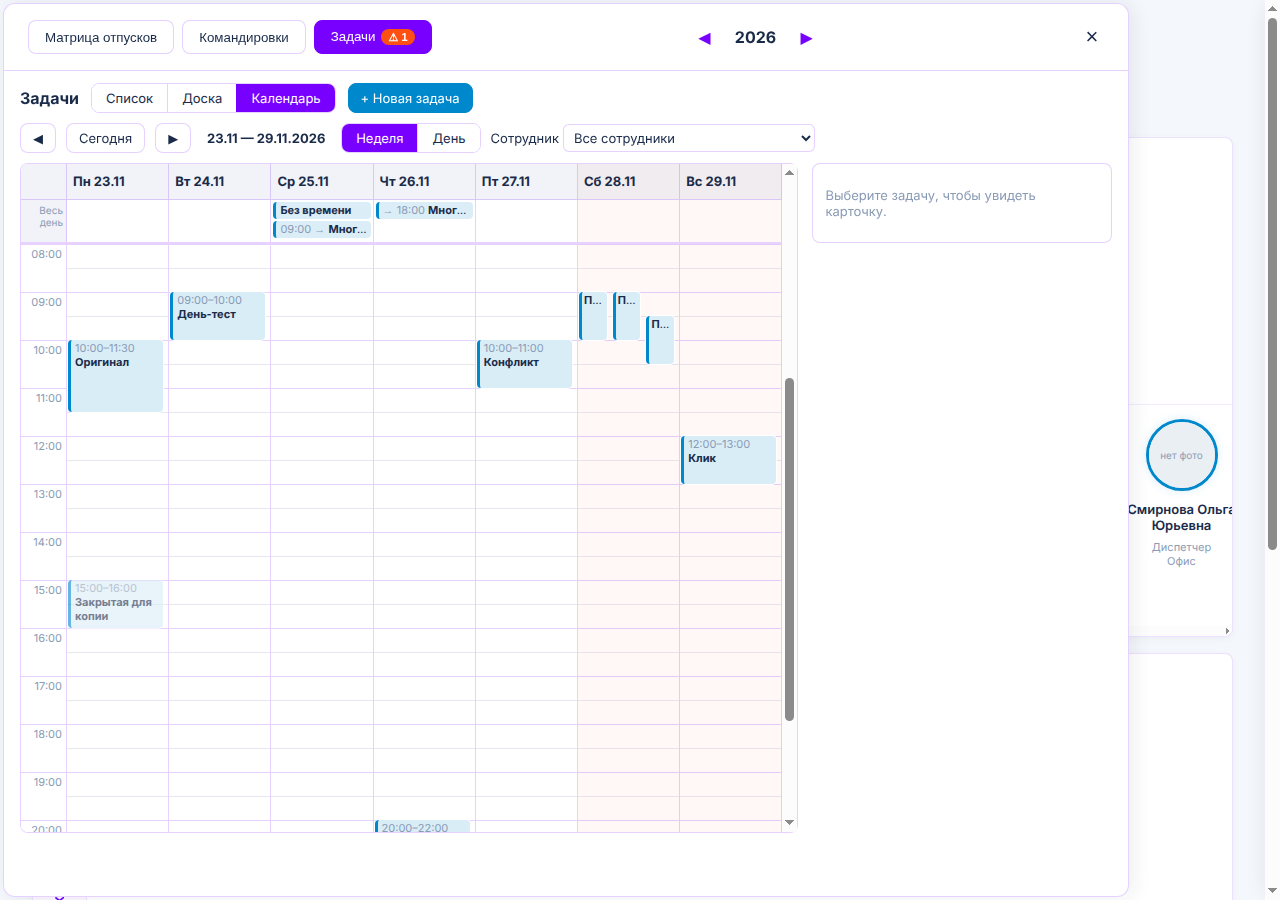 Матрица отпусков
Командировки
Задачи ⚠ 1
◀ 2026 ▶
×
Задачи
Список
Доска
Календарь
+ Новая задача
◀
Сегодня
▶
23.11 — 29.11.2026
Неделя
День
Сотрудник
Все сотрудники
Пн 23.11
Вт 24.11
Ср 25.11
Чт 26.11
Пт 27.11
Сб 28.11
Вс 29.11
Весь
день
Без времени
09:00 → Мног…
→ 18:00 Мног…
08:00
09:00
10:00
11:00
12:00
13:00
14:00
15:00
16:00
17:00
18:00
19:00
20:00
10:00–11:30
Оригинал
15:00–16:00
Закрытая для
копии
09:00–10:00
День-тест
20:00–22:00
10:00–11:00
Конфликт
П…
П…
П…
12:00–13:00
Клик
Выберите задачу, чтобы увидеть
карточку.
нет фото
Смирнова Ольга
Юрьевна
Диспетчер
Офис